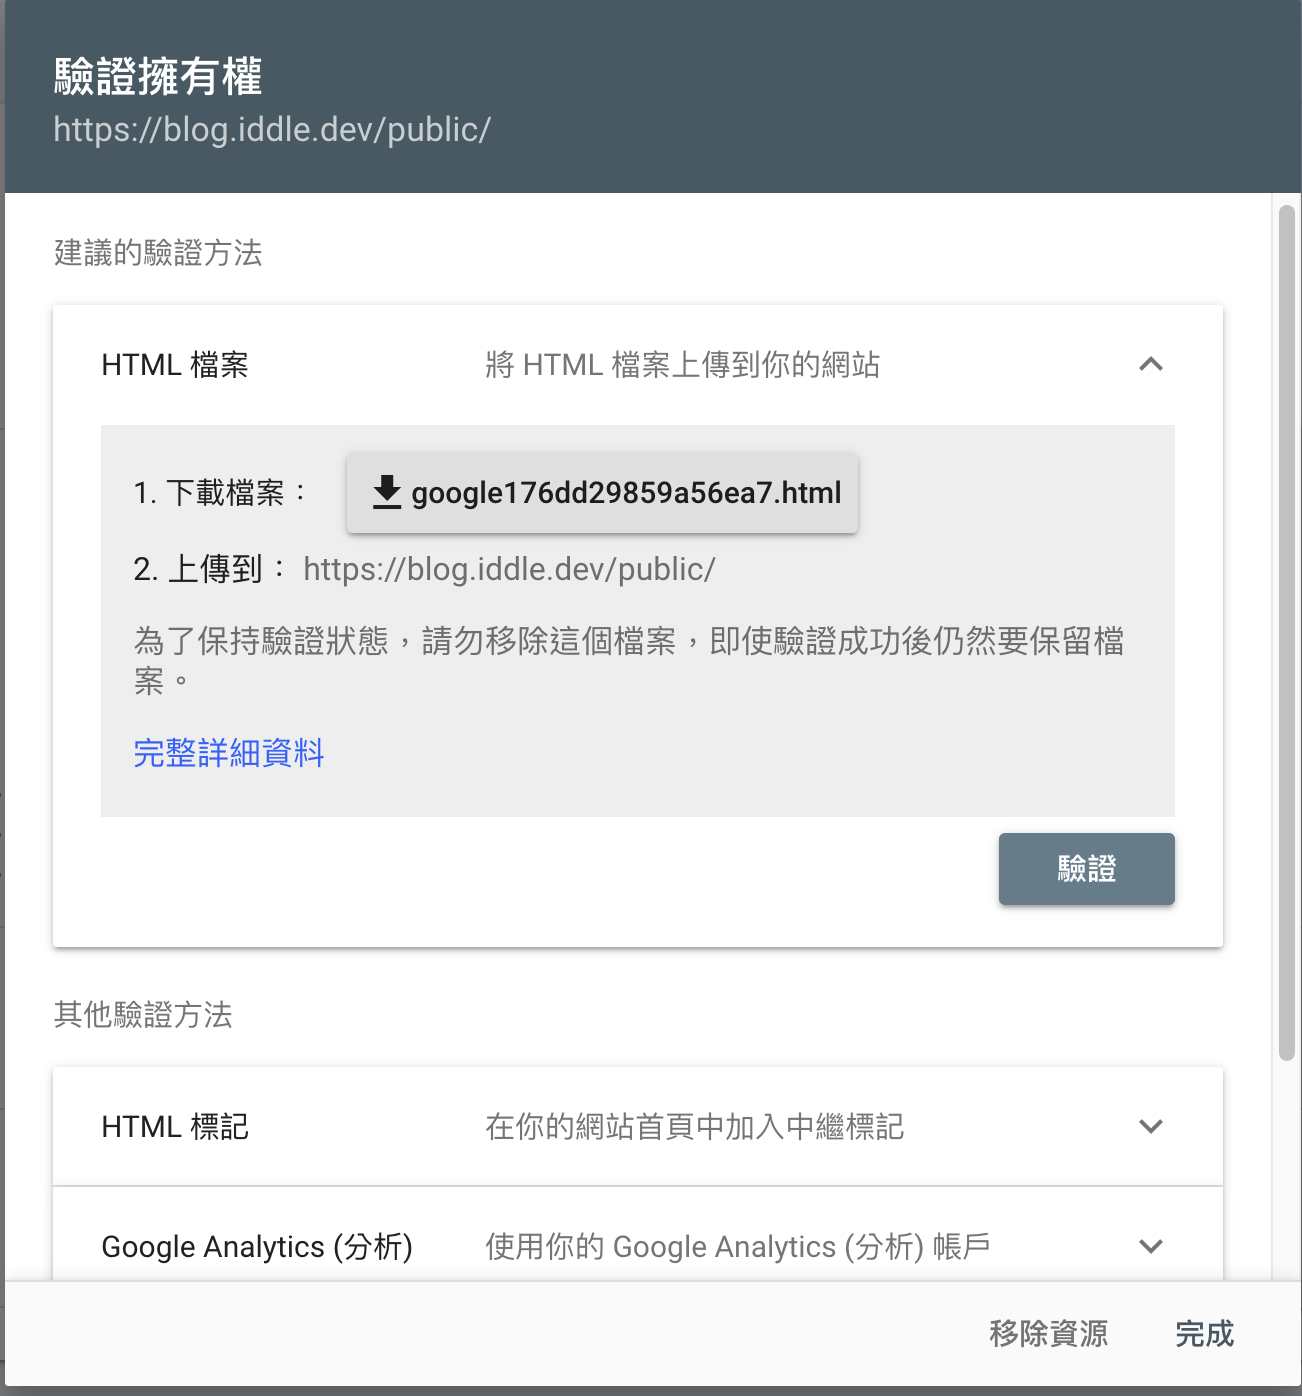 驗證擁有權
https://blog.iddle.dev/public/
建議的驗證方法
HTML 檔案 將 HTML 檔案上傳到你的網站
1. 下載檔案： google176dd29859a56ea7.html
2. 上傳到： https://blog.iddle.dev/public/
為了保持驗證狀態，請勿移除這個檔案，即使驗證成功後仍然要保留檔
案。
完整詳細資料
驗證
其他驗證方法
HTML 標記 在你的網站首頁中加入中繼標記
Google Analytics (分析) 使用你的 Google Analytics (分析) 帳戶
移除資源 完成